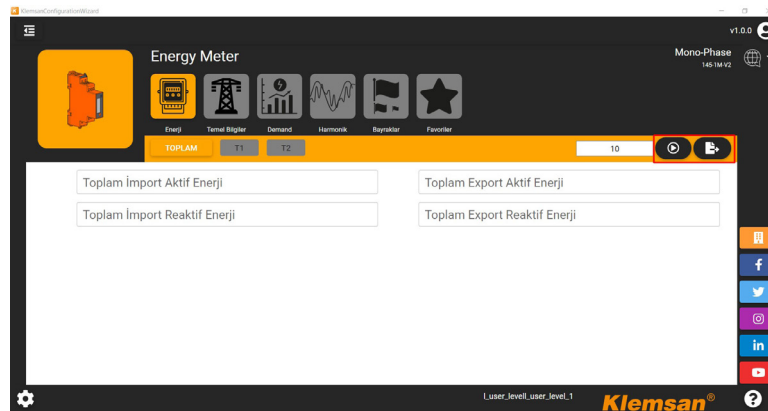 KlemsanConfigurationWizard
v1.0.0
Energy Meter
Mono-Phase
145-1M-V2
Enerji
Temel Bilgiler
Demand
Harmonik
Bayraklar
Favoriler
TOPLAM
T1
T2
10
Toplam İmport Aktif Enerji
Toplam Export Aktif Enerji
Toplam İmport Reaktif Enerji
Toplam Export Reaktif Enerji
f
in
l_user_levell_user_level_1
Klemsan®
?